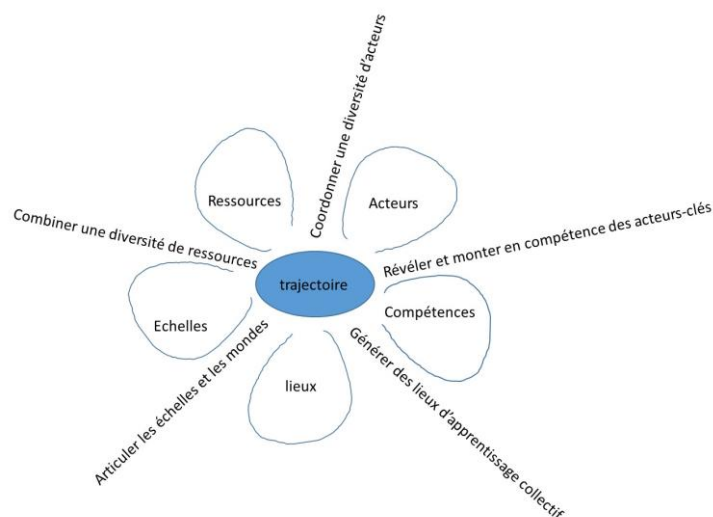 Coordonner une diversité d'acteurs
Ressources
Acteurs
Combiner une diversité de ressources
Révéler et monter en compétence des acteurs-clés
trajectoire
Echelles
Compétences
Articuler les échelles et les mondes
lieux
Générer des lieux d'apprentissage collectif